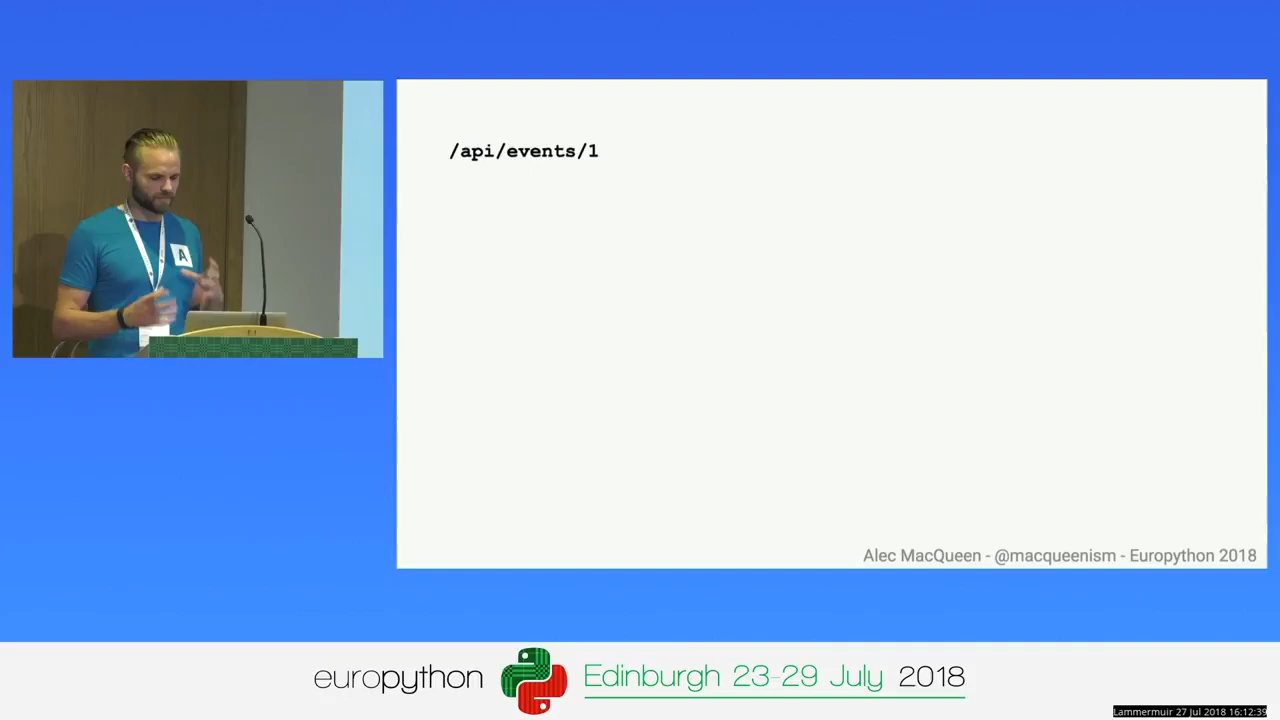 /api/events/1
A
Alec MacQueen - @macqueenism - Europython 2018
europython
Edinburgh 23-29 July 2018
Lammermuir 27 Jul 2018 16:12:39